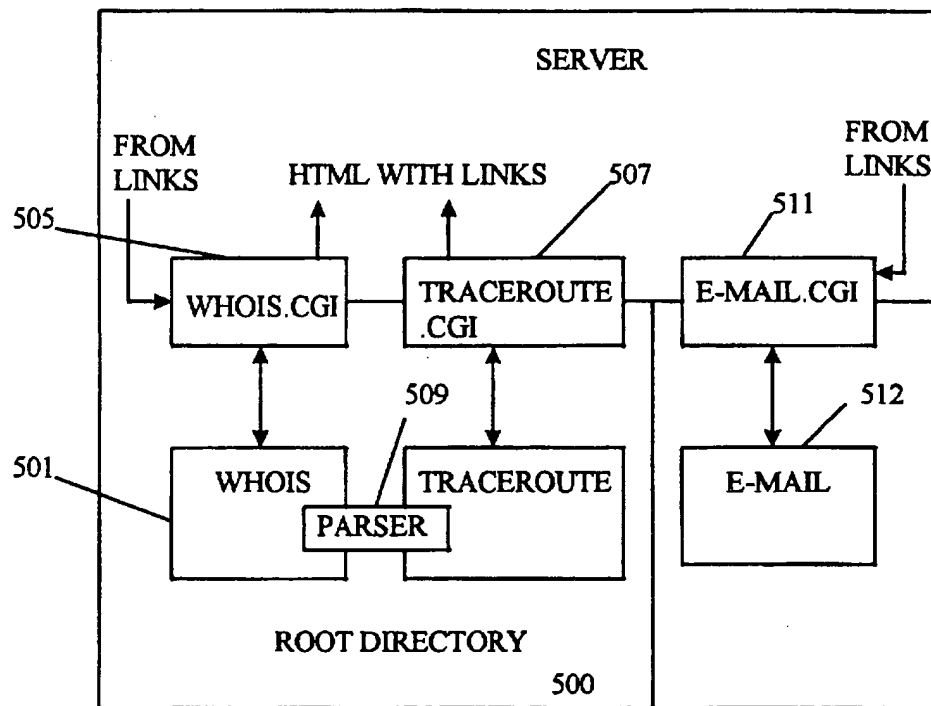 SERVER
FROM
LINKS
HTML WITH LINKS
507
FROM
LINKS
505
511
WHOIS.CGI
TRACEROUTE
.CGI
E-MAIL.CGI
509
512
501
WHOIS
TRACEROUTE
E-MAIL
PARSER
ROOT DIRECTORY
500